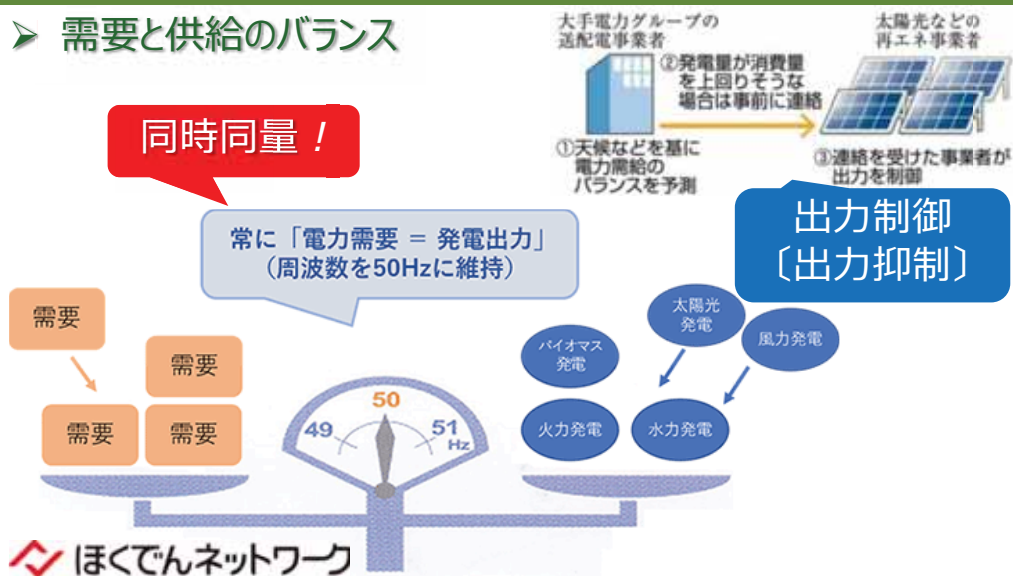 ➢ 需要と供給のバランス
大手電力グループの
送配電事業者
太陽光などの
再エネ事業者
②発電量が消費量
を上回りそうな
場合は事前に連絡
①天候などを基に
電力需給の
バランスを予測
③連絡を受けた事業者が
出力を制御
同時同量!
常に「電力需要 = 発電出力」
(周波数を50Hzに維持)
出力制御
〔出力抑制〕
需要
需要
需要
需要
49
50
51
Hz
太陽光
発電
風力発電
バイオマス
発電
火力発電
水力発電
ほくでんネットワーク